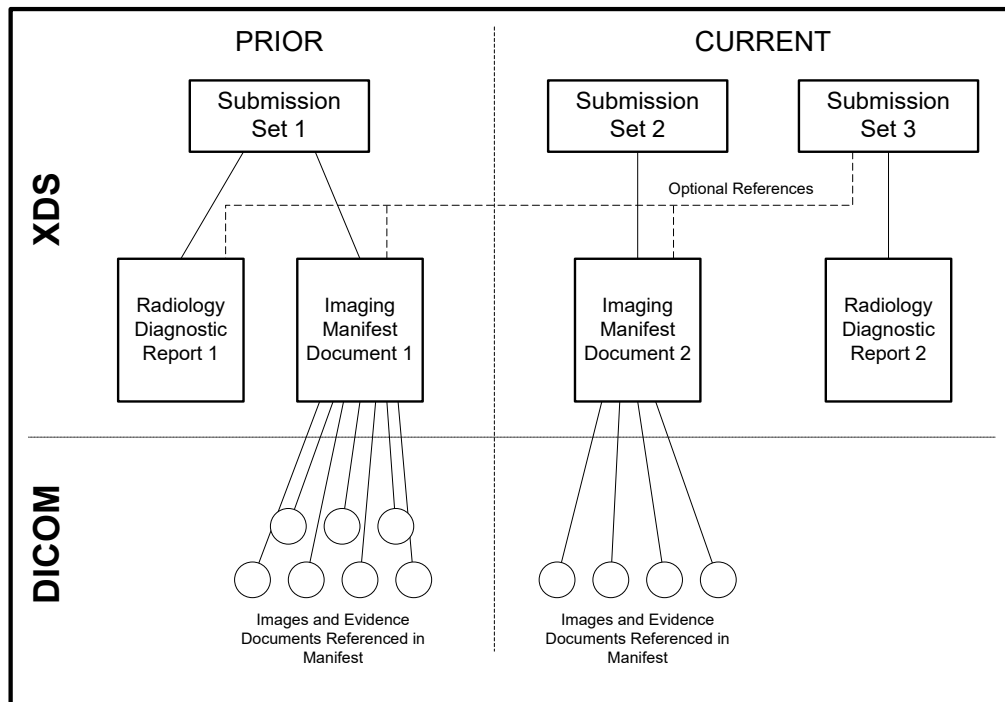 PRIOR
CURRENT
Submission
Set 1
Submission
Set 2
Submission
Set 3
XDS
Optional References
Radiology
Diagnostic
Report 1
Imaging
Manifest
Document 1
Imaging
Manifest
Document 2
Radiology
Diagnostic
Report 2
DICOM
Images and Evidence
Documents Referenced in
Manifest
Images and Evidence
Documents Referenced in
Manifest